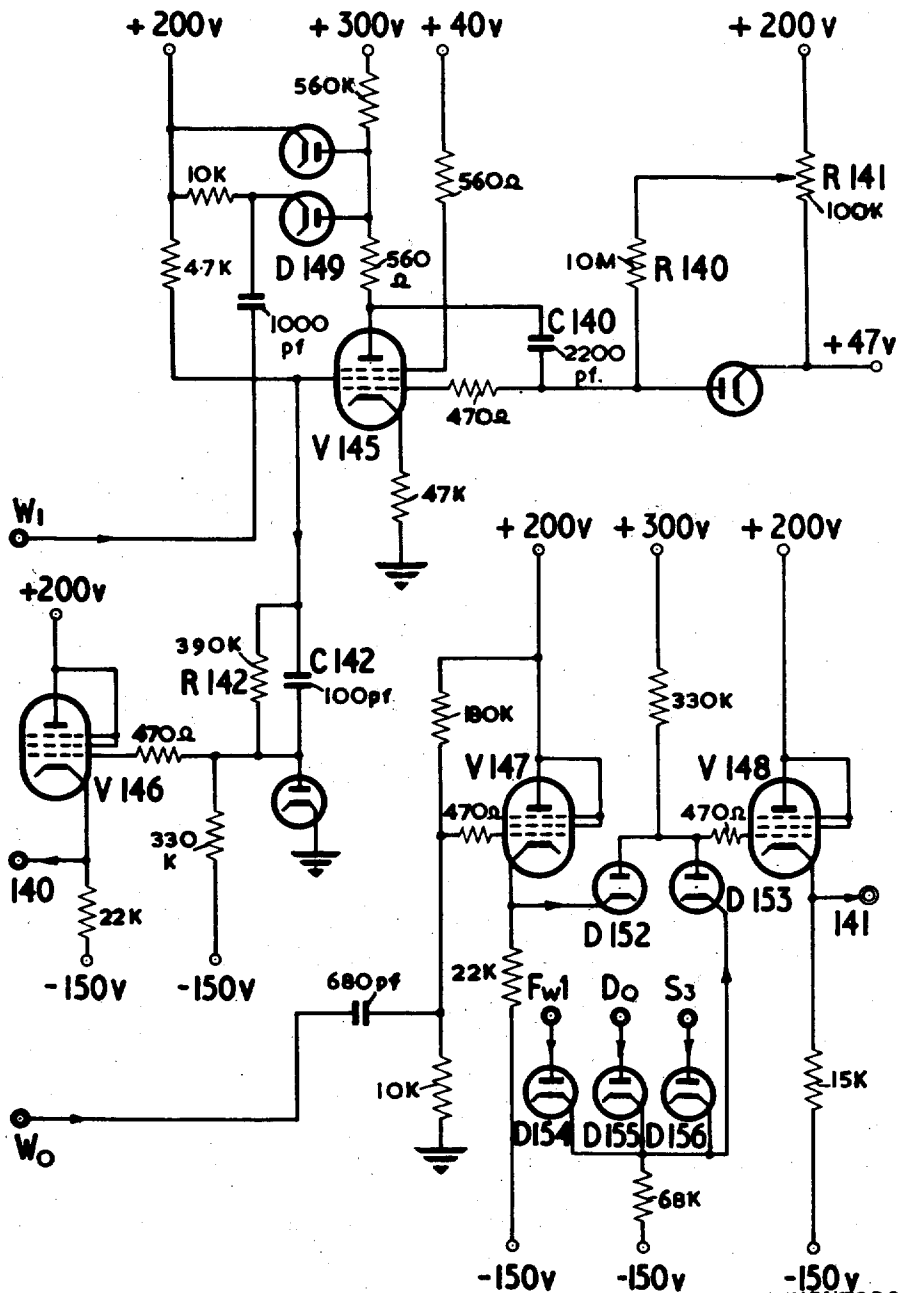 +200v +300v +40v +200v
560K
10K
560Ω
R141
100K
D149
4.7K
560
Ω
10M
R140
1000
pf
C140
2200
pf.
+47v
470Ω
V145
47K
W1
+200v +300v +200v
+200v
390K
R142
C142
100pf
180K
330K
470Ω
V146
V147
V148
470Ω
470Ω
330
K
140
22K
D152
D153
141
-150v -150v
680pf
22K
Fw1 D0 S3
10K
15K
D154 D155 D156
W0
68K
-150v -150v -150v